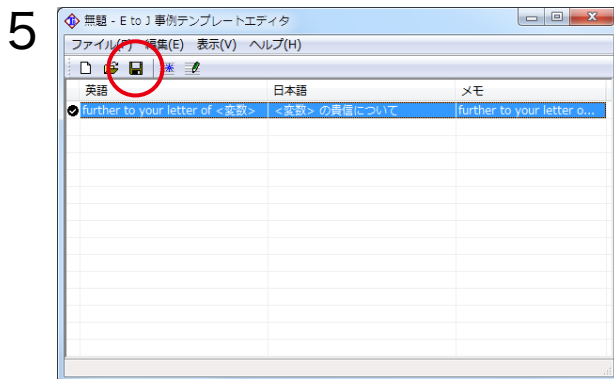 5
無題 - E to J 事例テンプレートエディタ
ファイル(F) 編集(E) 表示(V) ヘルプ(H)
英語 日本語 メモ
further to your letter of <変数> <変数> の貴信について further to your letter o...